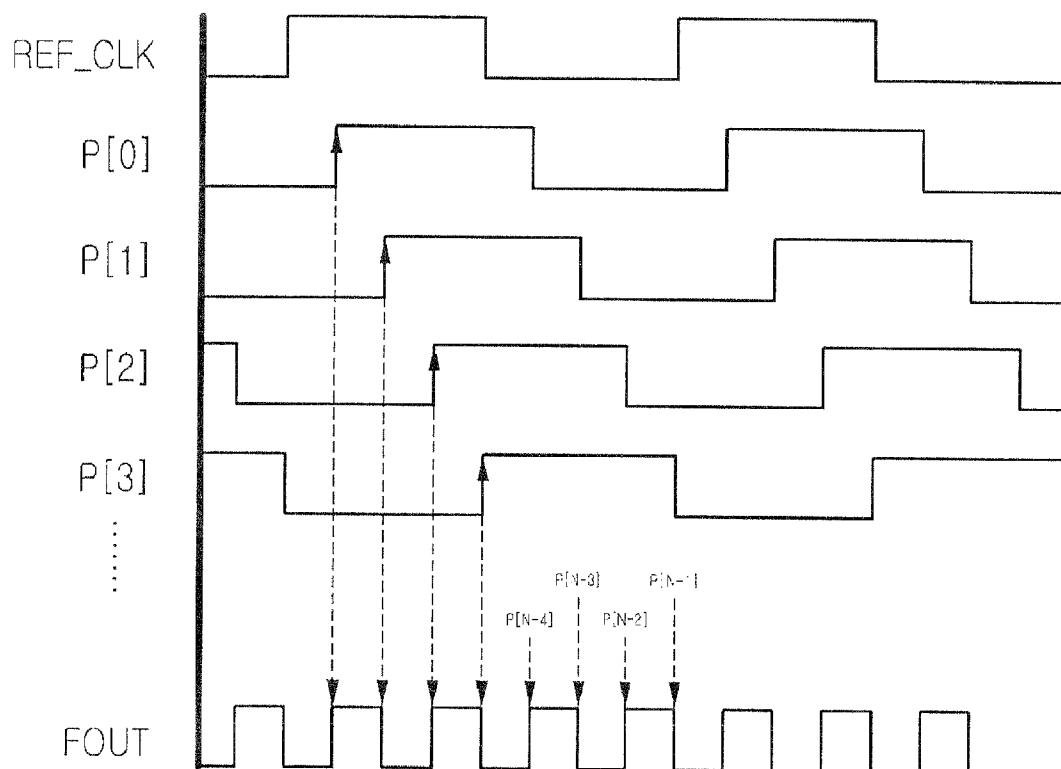 REF_CLK
P[0]
P[1]
P[2]
P[3]
P[N-3] P[N-1]
P[N-4] P[N-2]
FOUT